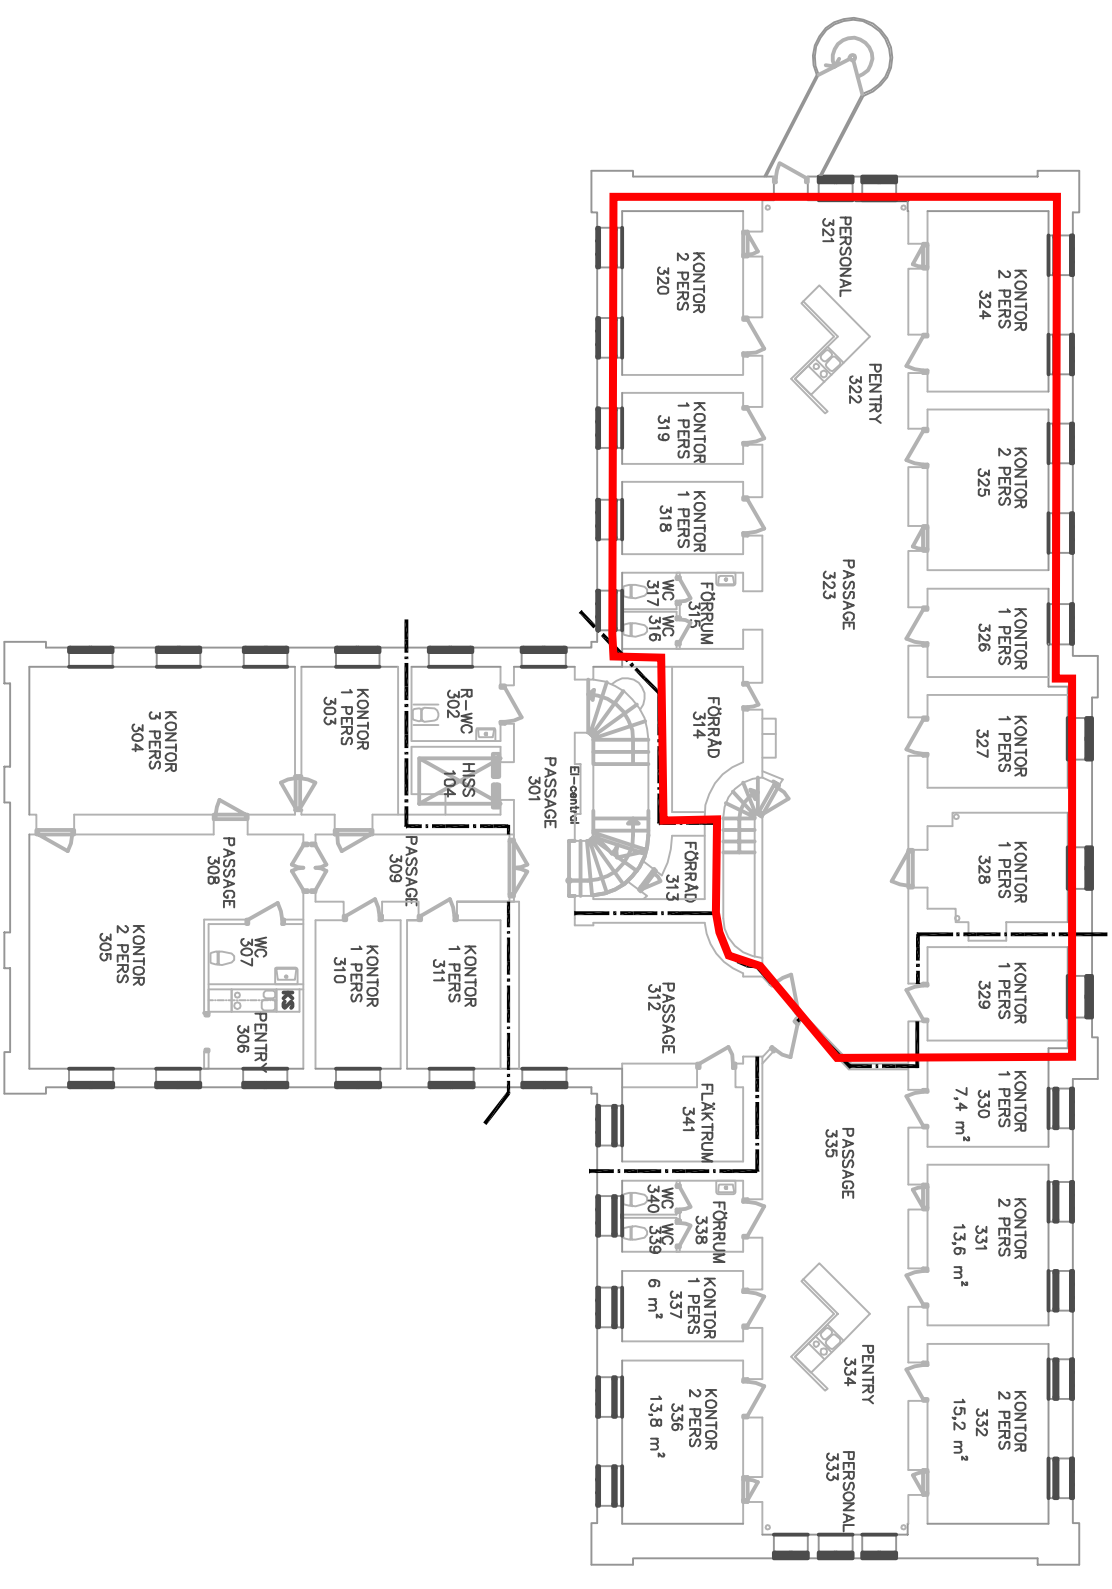 PERSONAL
321
KONTOR
2 PERS
320
KONTOR
2 PERS
324
PENTRY
322
KONTOR
1 PERS
319
KONTOR
2 PERS
325
KONTOR
1 PERS
318
PASSAGE
323
FÖRRUM
315
WC
317
WC
316
KONTOR
1 PERS
326
FÖRRÅD
314
KONTOR
1 PERS
327
R-WC
302
KONTOR
1 PERS
303
KONTOR
3 PERS
304
HISS
104
PASSAGE
301
El-central
FÖRRÅD
313
KONTOR
1 PERS
328
PASSAGE
308
PASSAGE
309
KONTOR
2 PERS
305
WC
307
KS
PENTRY
306
KONTOR
1 PERS
310
KONTOR
1 PERS
311
PASSAGE
312
KONTOR
1 PERS
329
FLÄKTRUM
341
KONTOR
1 PERS
330
7,4 m²
PASSAGE
335
WC
340
WC
339
FÖRRUM
338
KONTOR
2 PERS
331
13,6 m²
KONTOR
1 PERS
337
6 m²
PENTRY
334
KONTOR
2 PERS
336
13,8 m²
KONTOR
2 PERS
332
15,2 m²
PERSONAL
333